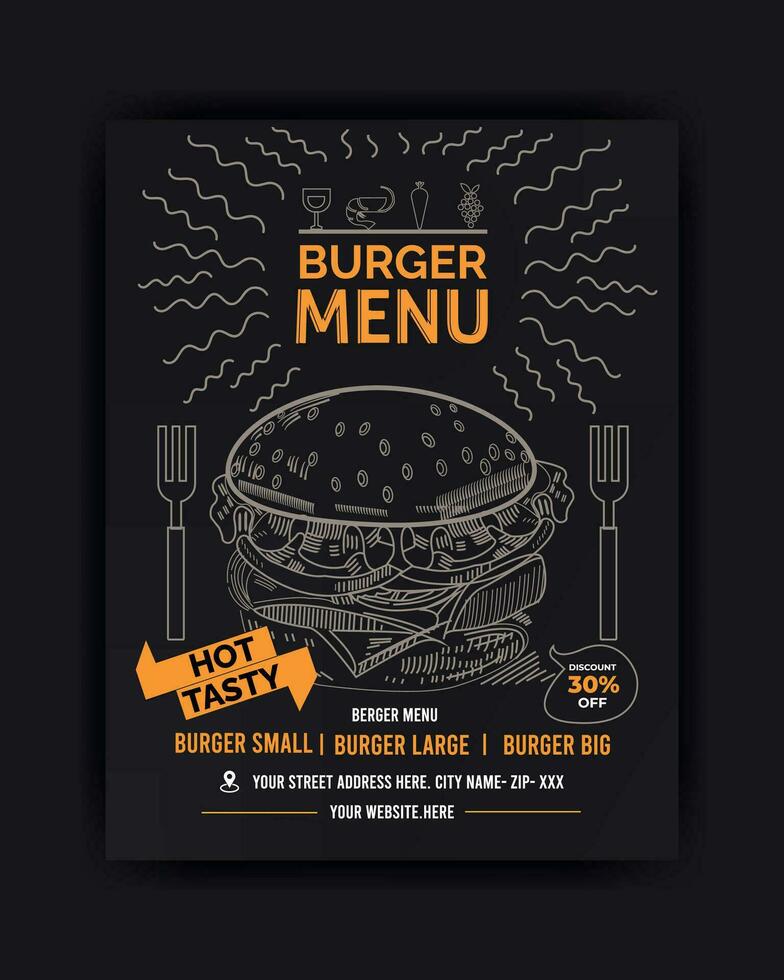 BURGER
MENU
HOT
TASTY
DISCOUNT
30%
OFF
BERGER MENU
BURGER SMALL | BURGER LARGE | BURGER BIG
YOUR STREET ADDRESS HERE. CITY NAME- ZIP- XXX
YOUR WEBSITE.HERE